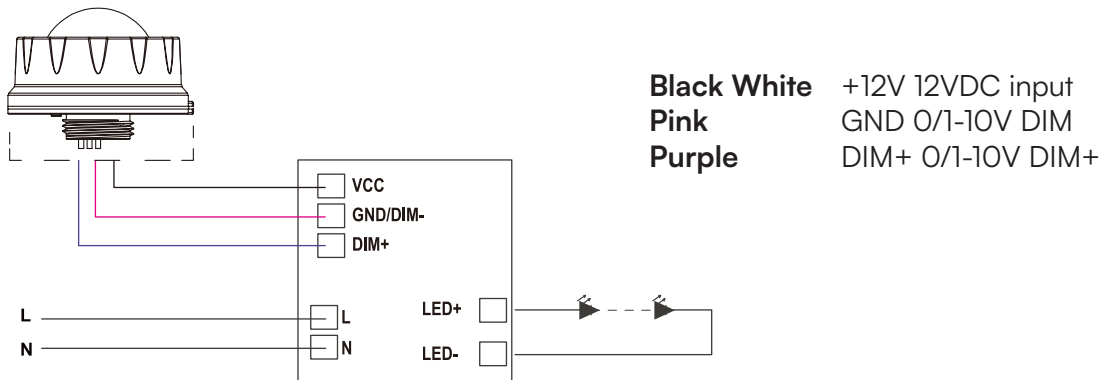 Black White +12V 12VDC input
Pink GND 0/1-10V DIM
Purple DIM+ 0/1-10V DIM+
VCC
GND/DIM-
DIM+
L L LED+
N N LED-